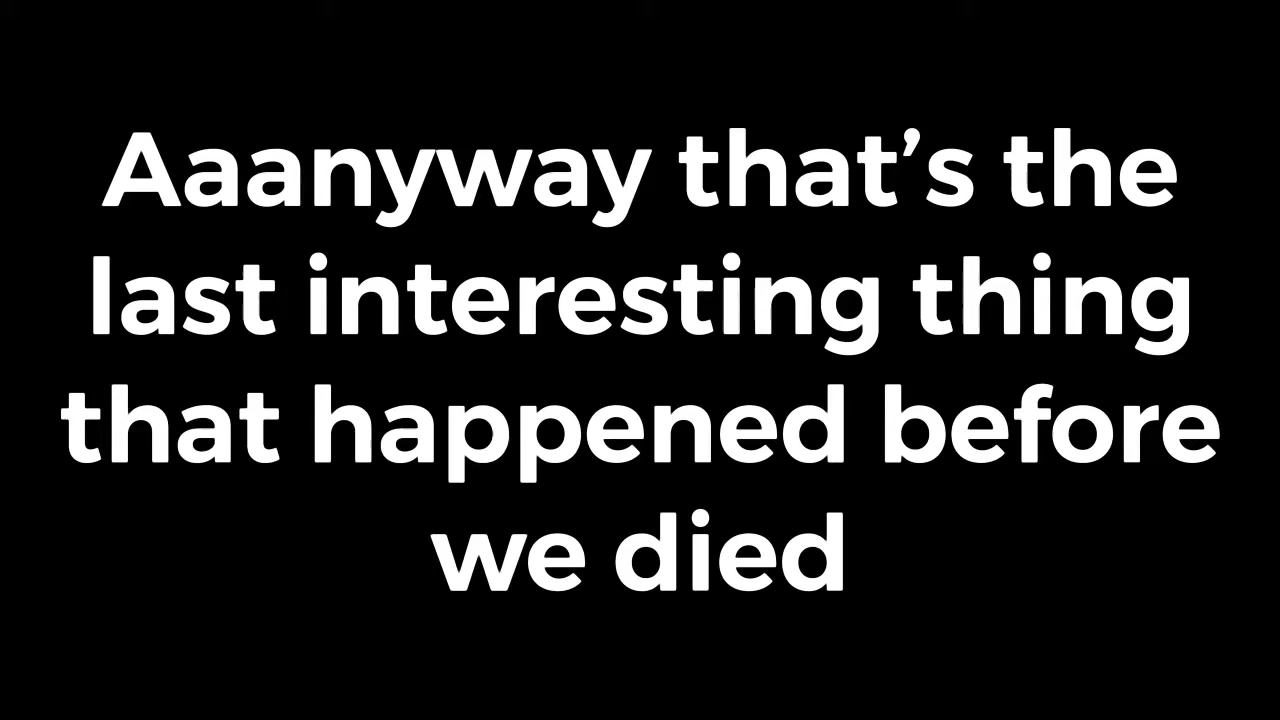 Aaanyway that’s the
last interesting thing
that happened before
we died